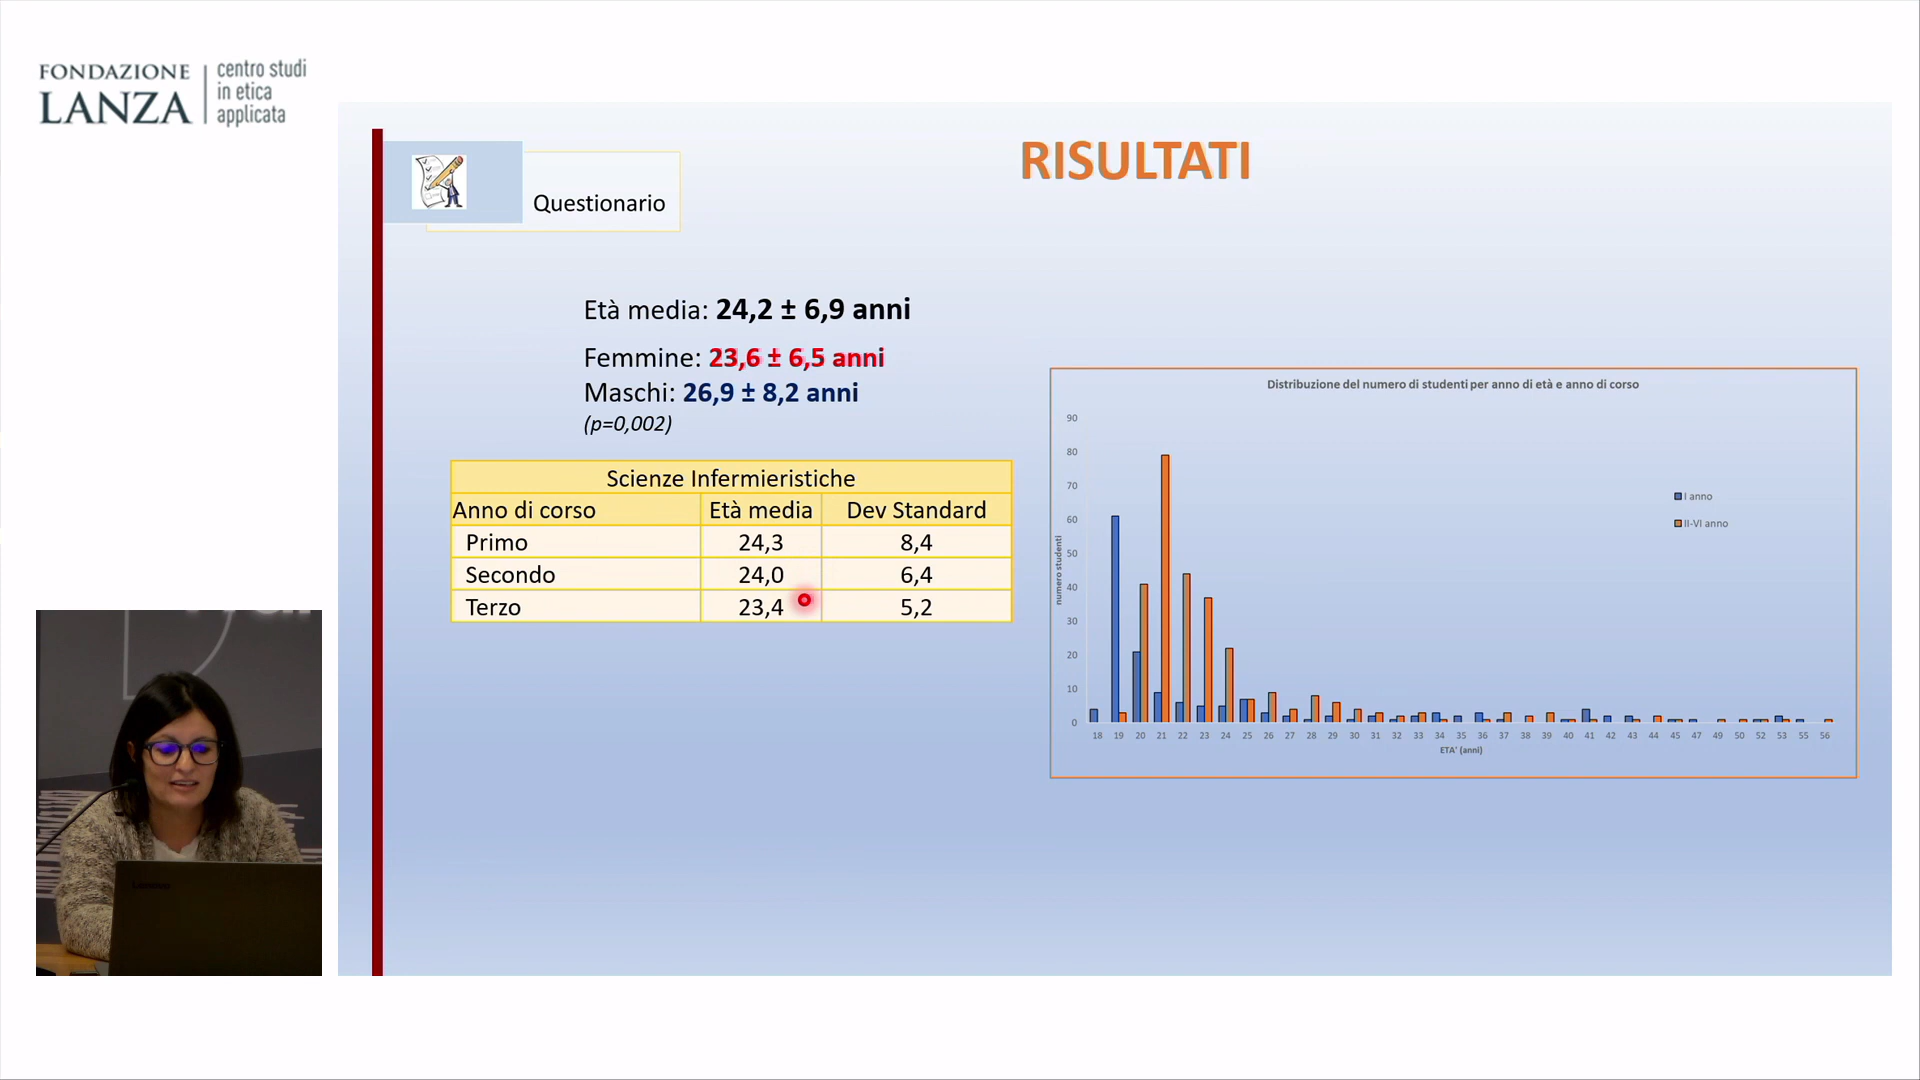 FONDAZIONE
LANZA
centro studi
in etica
applicata
RISULTATI
Questionario
Età media: 24,2 ± 6,9 anni
Femmine: 23,6 ± 6,5 anni
Maschi: 26,9 ± 8,2 anni
(p=0,002)
Scienze Infermieristiche
Anno di corso Età media Dev Standard
Primo 24,3 8,4
Secondo 24,0 6,4
Terzo 23,4 5,2
Distribuzione del numero di studenti per anno di età e anno di corso
90
80
70
60
50
40
30
20
10
0
numero studenti
I anno
II-VI anno
18 19 20 21 22 23 24 25 26 27 28 29 30 31 32 33 34 35 36 37 38 39 40 41 42 43 44 45 47 49 50 52 53 55 56
ETA' (anni)
Lenovo